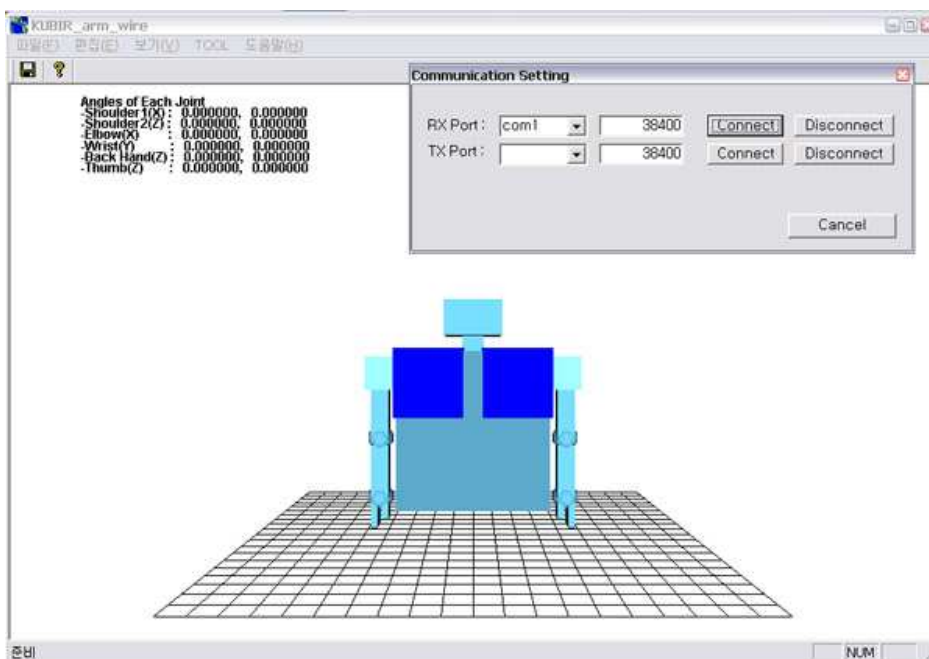 KUBIR_arm_wire
파일(F) 편집(E) 보기(V) TOOL 도움말(H)
Communication Setting
Angles of Each Joint
-Shoulder1(X) : 0.000000, 0.000000
-Shoulder2(Z) : 0.000000, 0.000000
-Elbow(X) : 0.000000, 0.000000
-Wrist(Y) : 0.000000, 0.000000
-Back Hand(Z) : 0.000000, 0.000000
-Thumb(Z) : 0.000000, 0.000000
RX Port : com1 38400 Connect Disconnect
TX Port : 38400 Connect Disconnect
Cancel
준비 NUM